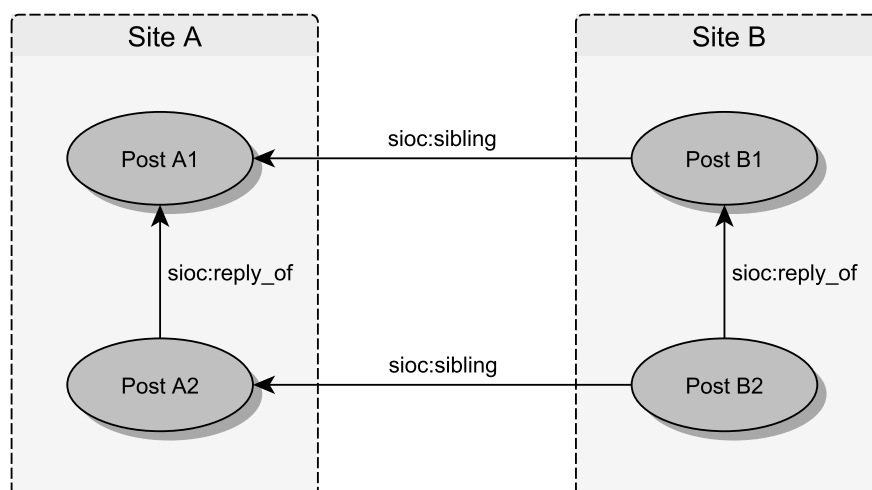 Site A
Site B
sioc:sibling
Post A1
Post B1
sioc:reply_of
sioc:reply_of
sioc:sibling
Post A2
Post B2